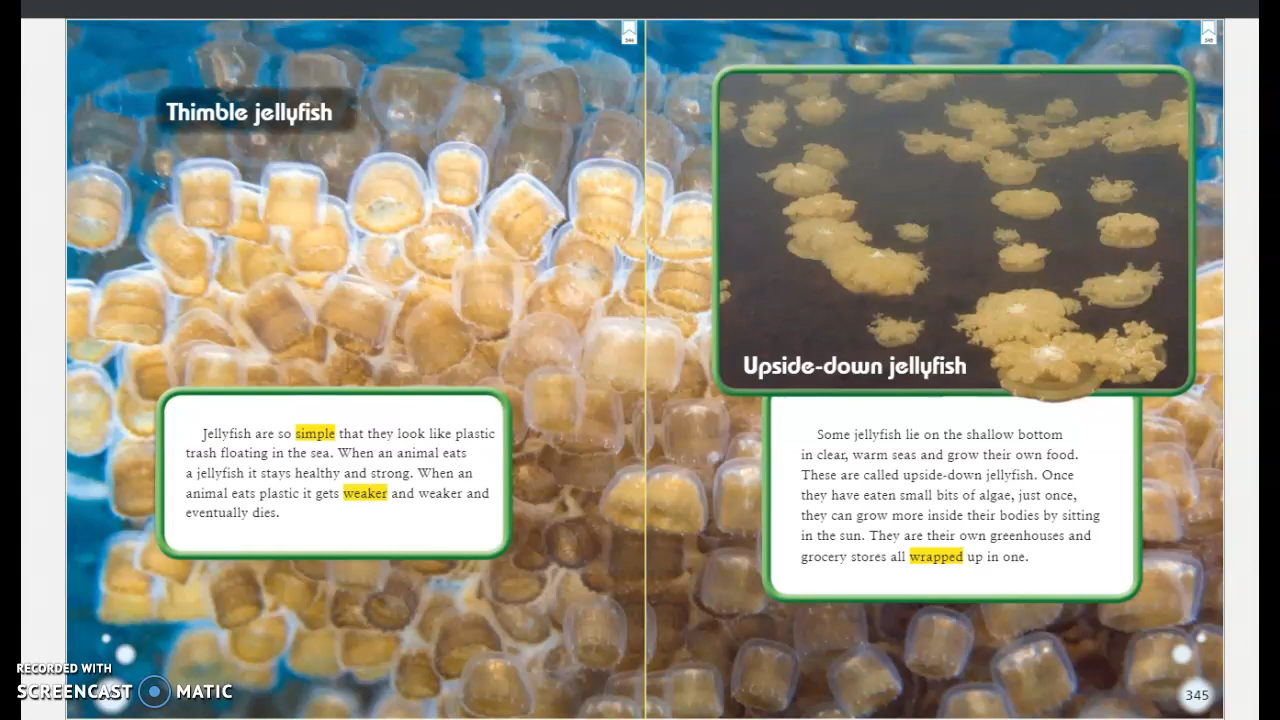 344
345
Thimble jellyfish
Jellyfish are so simple that they look like plastic
trash floating in the sea. When an animal eats
a jellyfish it stays healthy and strong. When an
animal eats plastic it gets weaker and weaker and
eventually dies.
Upside-down jellyfish
Some jellyfish lie on the shallow bottom
in clear, warm seas and grow their own food.
These are called upside-down jellyfish. Once
they have eaten small bits of algae, just once,
they can grow more inside their bodies by sitting
in the sun. They are their own greenhouses and
grocery stores all wrapped up in one.
345
RECORDED WITH
SCREENCAST MATIC